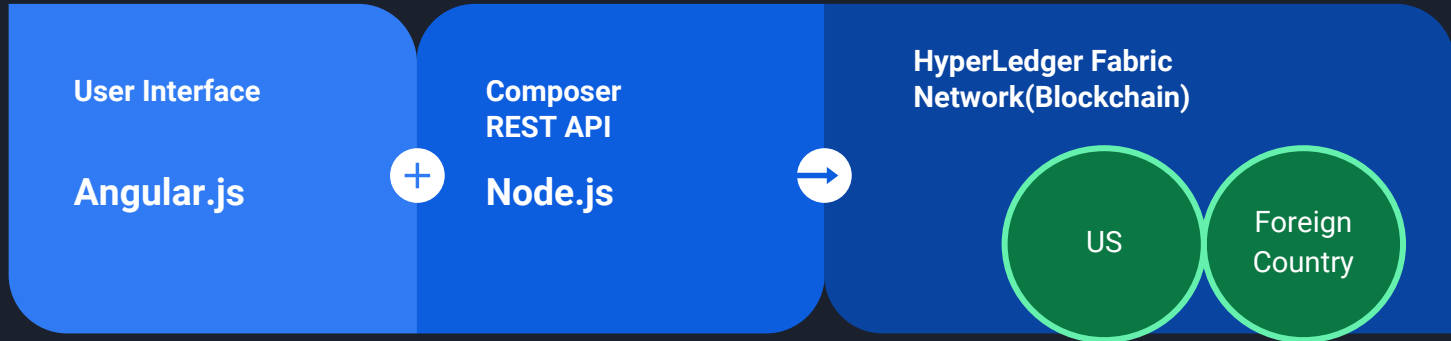 User Interface
Angular.js
Composer
REST API
Node.js
HyperLedger Fabric
Network(Blockchain)
US
Foreign
Country